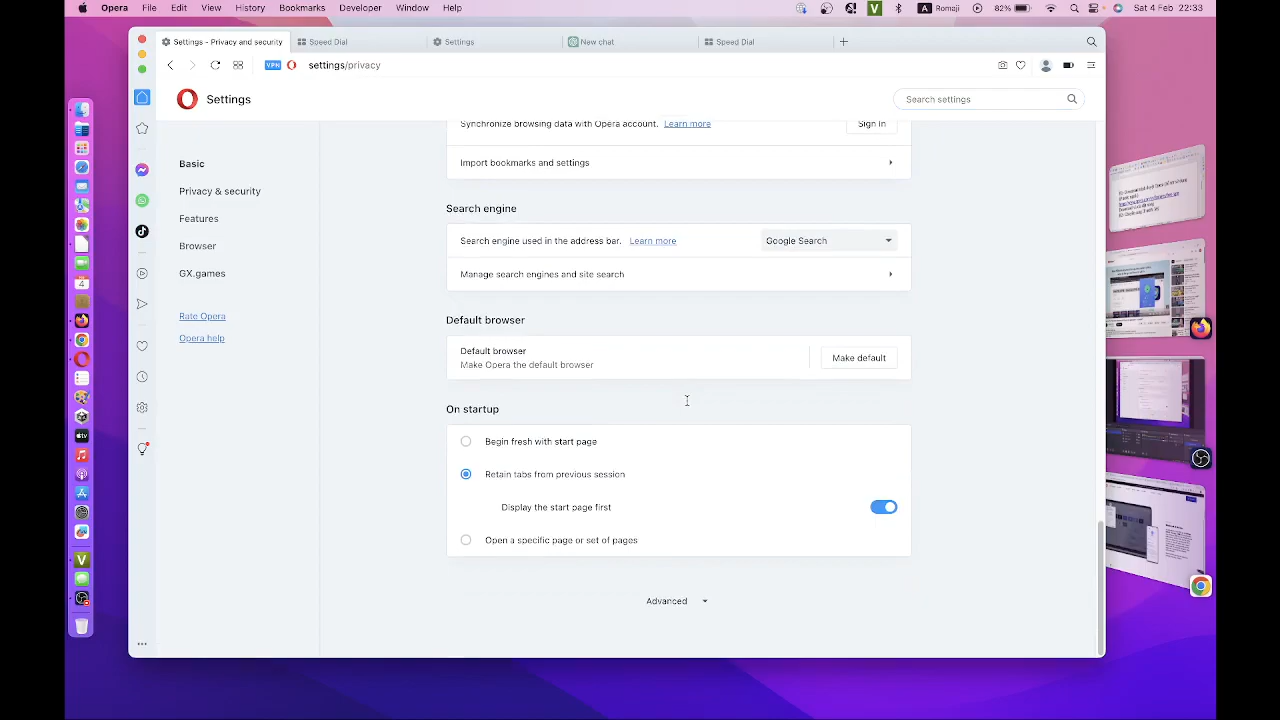 Opera File Edit View History Bookmarks Developer Window Help V A Romaji 82% Sat 4 Feb 22:33
Settings - Privacy and security Speed Dial Settings New chat Speed Dial
VPN settings/privacy
Settings Search settings
Synchronize browsing data with Opera account. Learn more Sign In
Import bookmarks and settings
Basic
Privacy & security
Features
Browser
GX.games
Rate Opera
Opera help
Search engine
Search engine used in the address bar. Learn more Google Search
Manage search engines and site search
Default browser
Default browser
Make Opera the default browser
Make default
On startup
Begin fresh with start page
Retain tabs from previous session
Display the start page first
Open a specific page or set of pages
Advanced